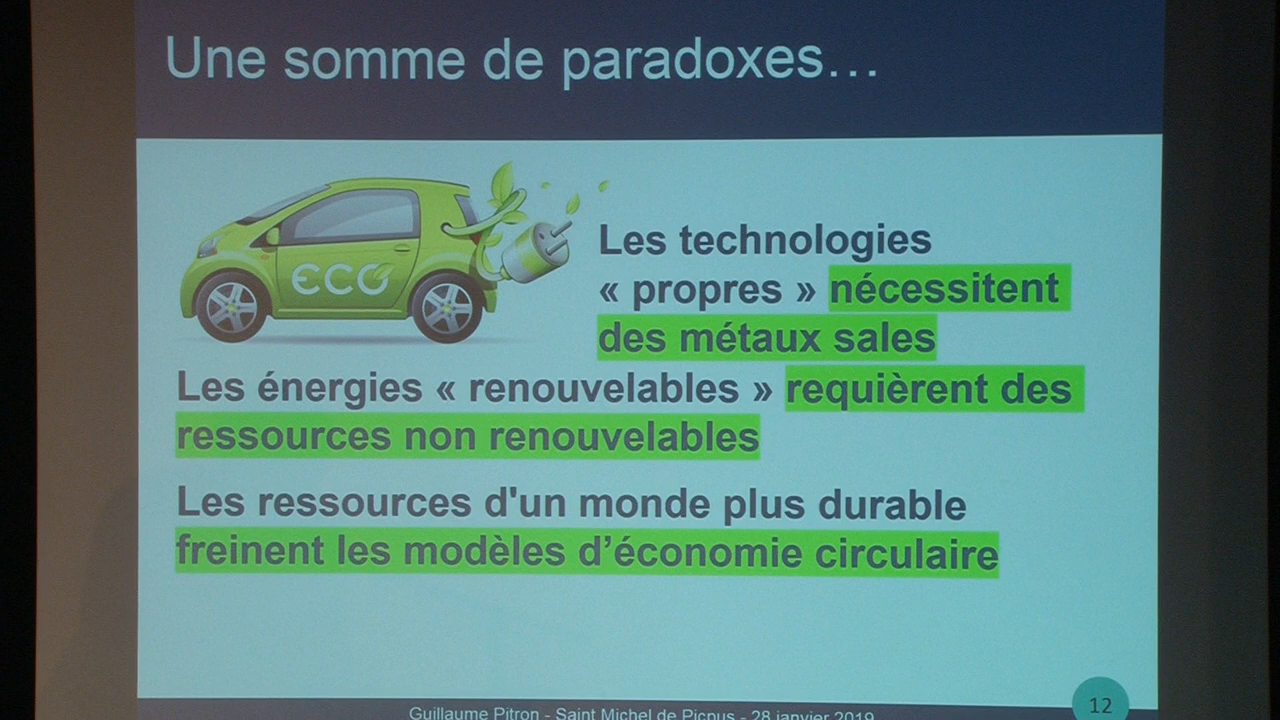 Une somme de paradoxes…
ECO
Les technologies
« propres » nécessitent
des métaux sales
Les énergies « renouvelables » requièrent des
ressources non renouvelables
Les ressources d'un monde plus durable
freinent les modèles d’économie circulaire
Guillaume Pitron - Saint Michel de Picpus - 28 janvier 2019
12